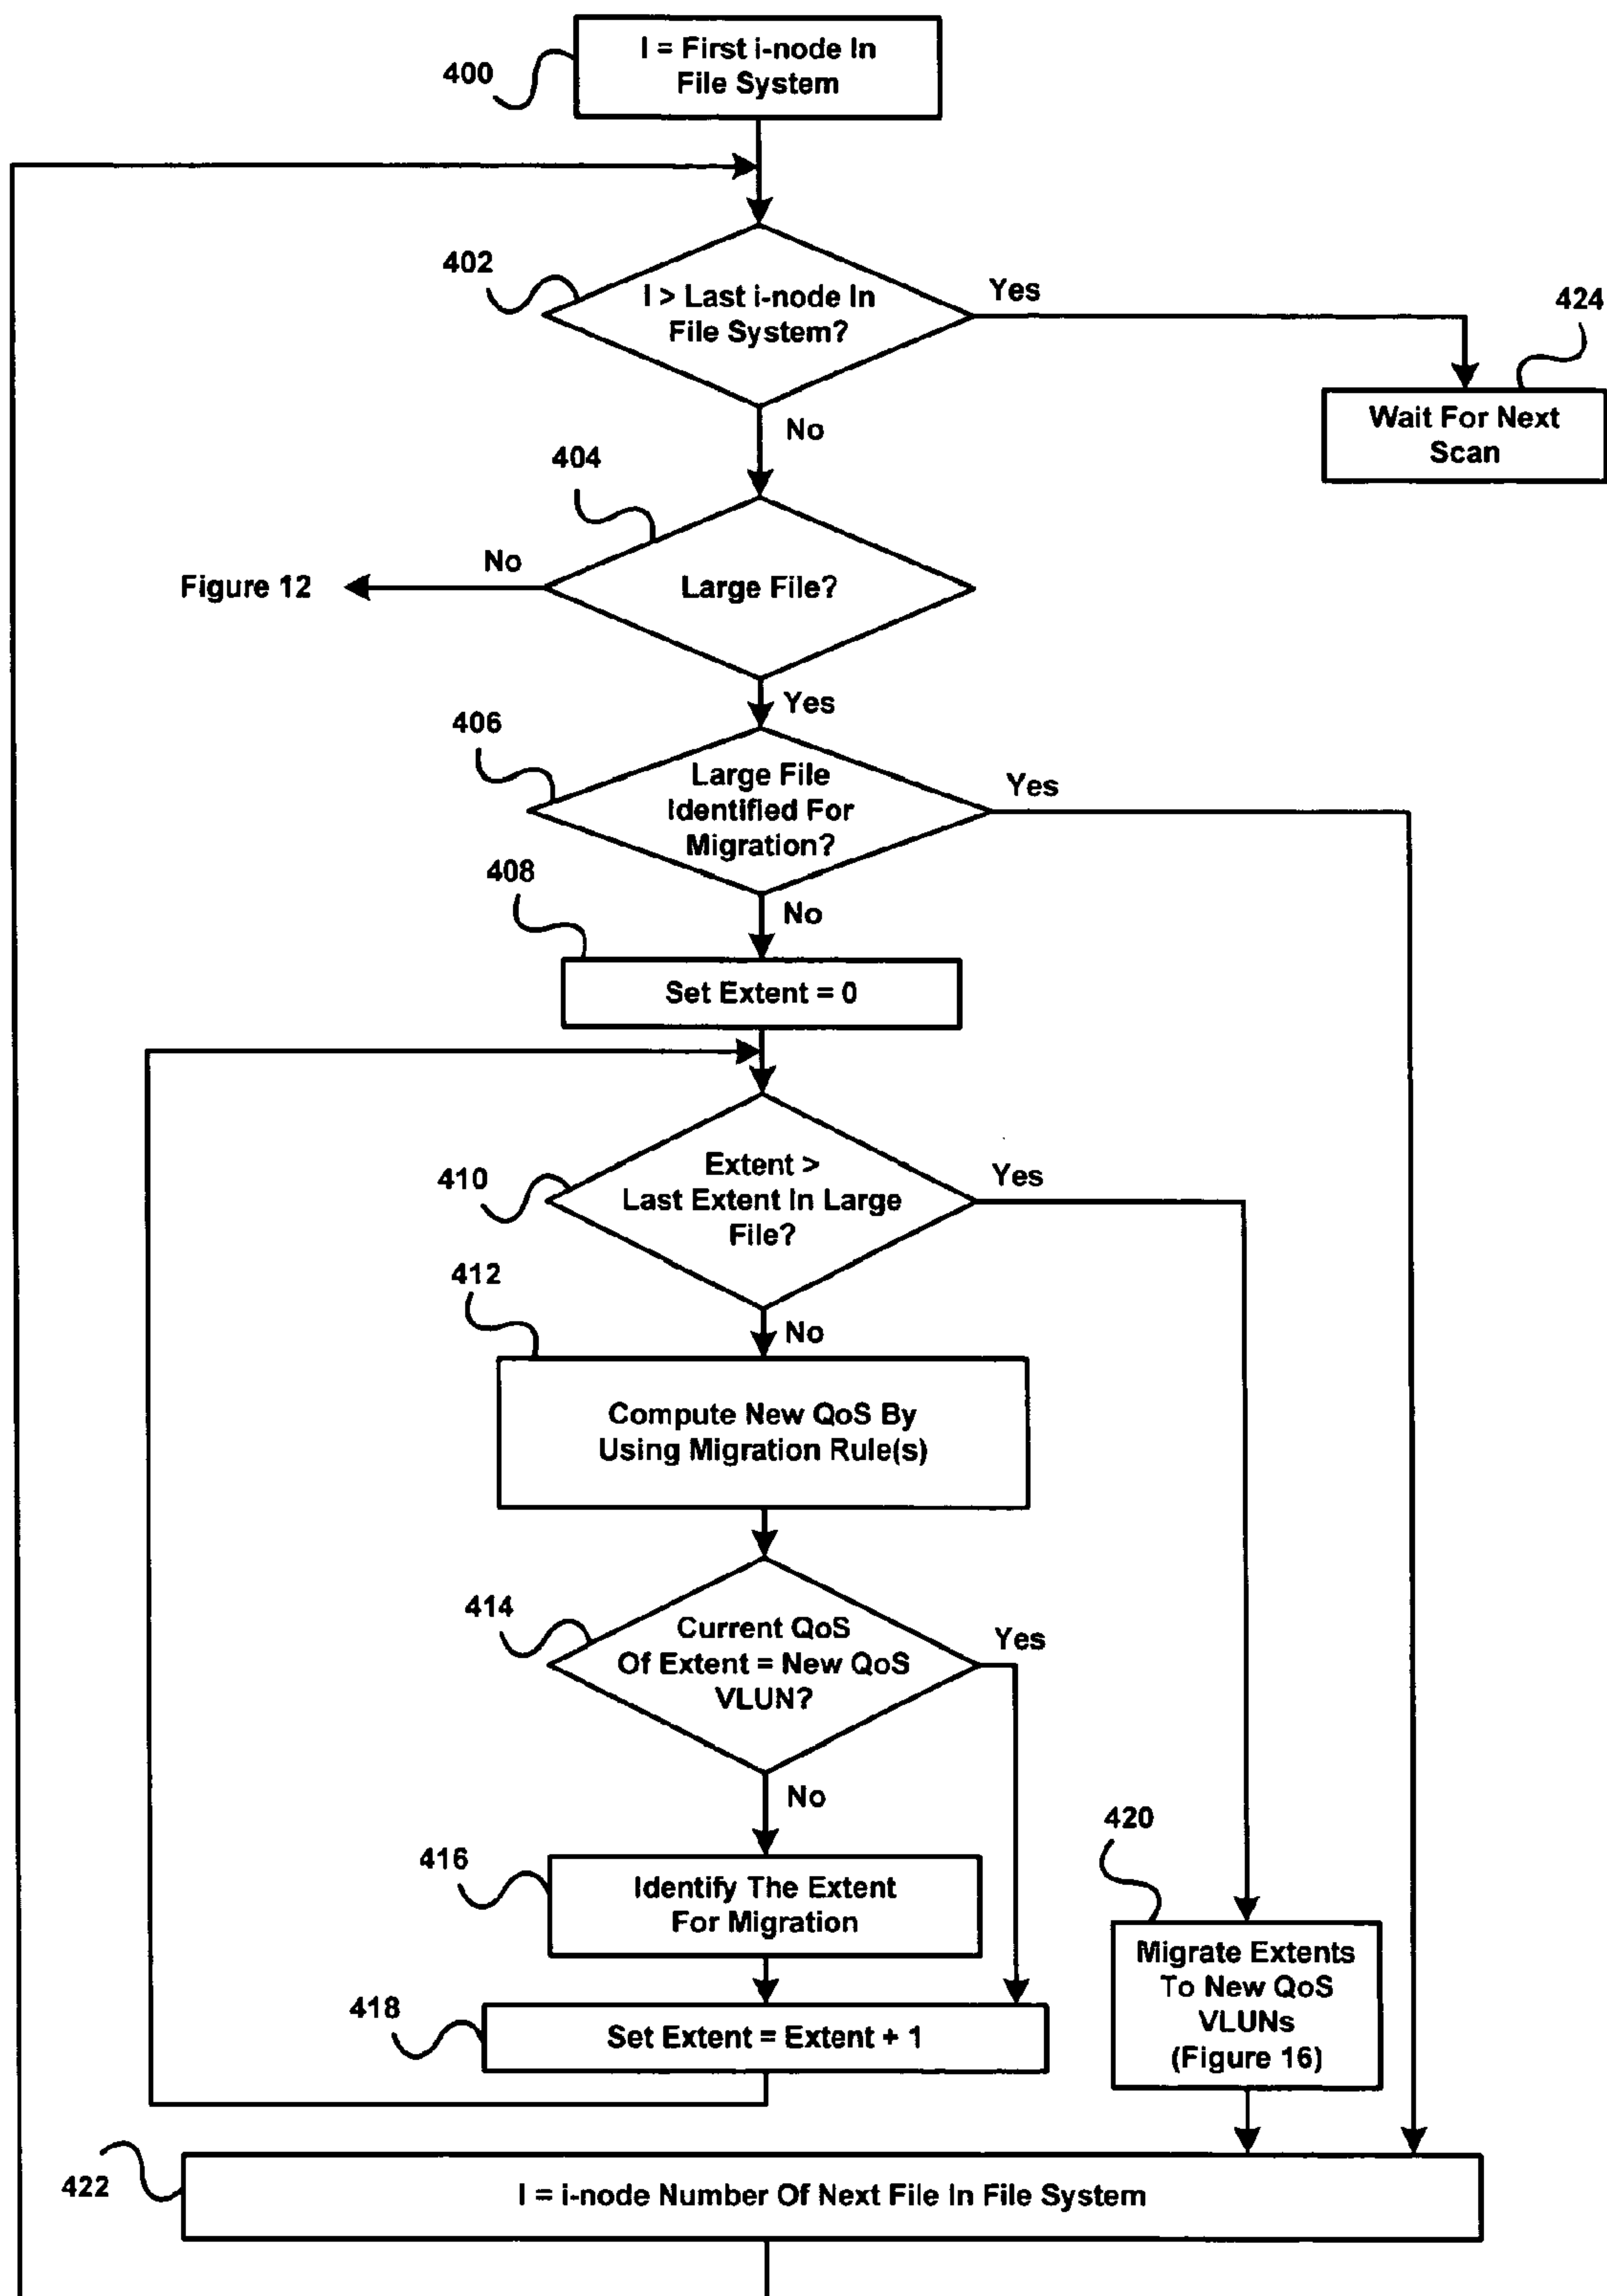 I = First i-node In
File System
400
402
I > Last i-node In
File System?
Yes
424
Wait For Next
Scan
No
404
No
Figure 12
Large File?
Yes
406
Large File
Identified For
Migration?
Yes
408
No
Set Extent = 0
410
Extent >
Last Extent In Large
File?
Yes
412
No
Compute New QoS By
Using Migration Rule(s)
414
Current QoS
Of Extent = New QoS
VLUN?
Yes
No
420
416
Identify The Extent
For Migration
Migrate Extents
To New QoS
VLUNs
(Figure 16)
418
Set Extent = Extent + 1
422
I = i-node Number Of Next File In File System